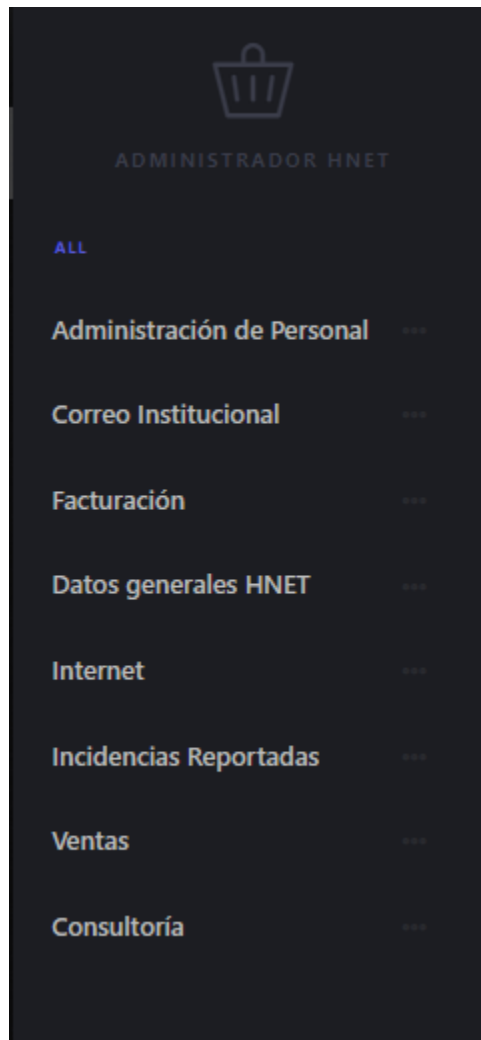 ADMINISTRADOR HNET
ALL
Administración de Personal
Correo Institucional
Facturación
Datos generales HNET
Internet
Incidencias Reportadas
Ventas
Consultoría